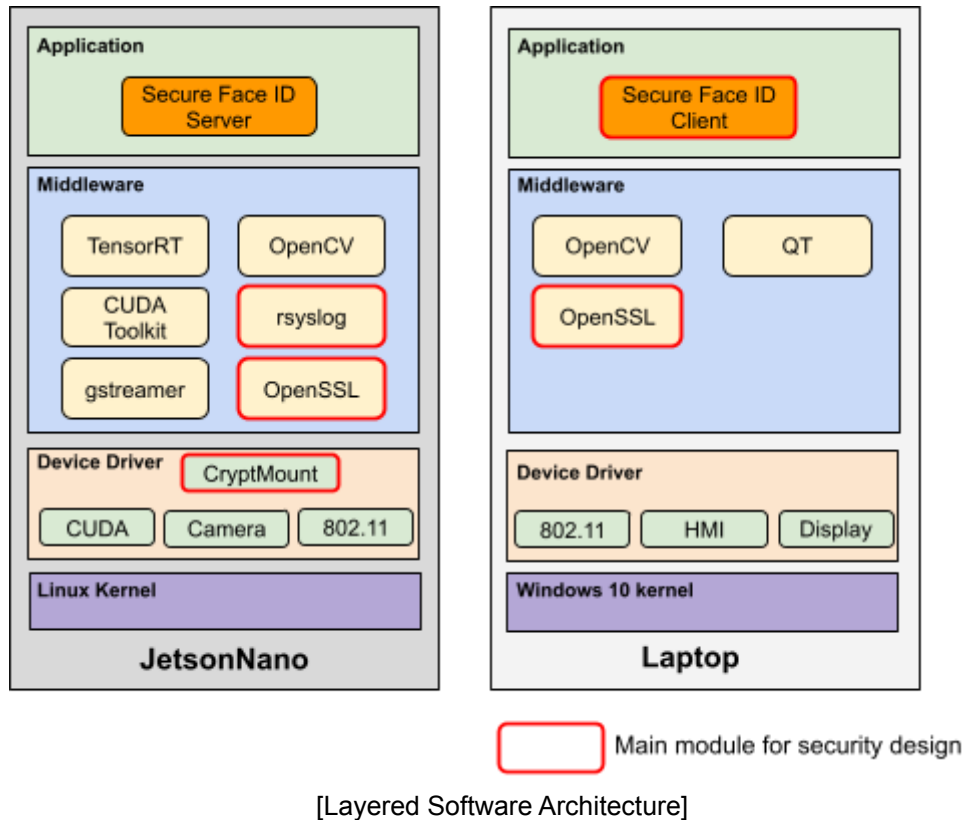 Application
Secure Face ID
Server
Middleware
TensorRT
OpenCV
CUDA
Toolkit
rsyslog
gstreamer
OpenSSL
Device Driver
CryptMount
CUDA
Camera
802.11
Linux Kernel
JetsonNano
Application
Secure Face ID
Client
Middleware
OpenCV
QT
OpenSSL
Device Driver
802.11
HMI
Display
Windows 10 kernel
Laptop
Main module for security design
[Layered Software Architecture]